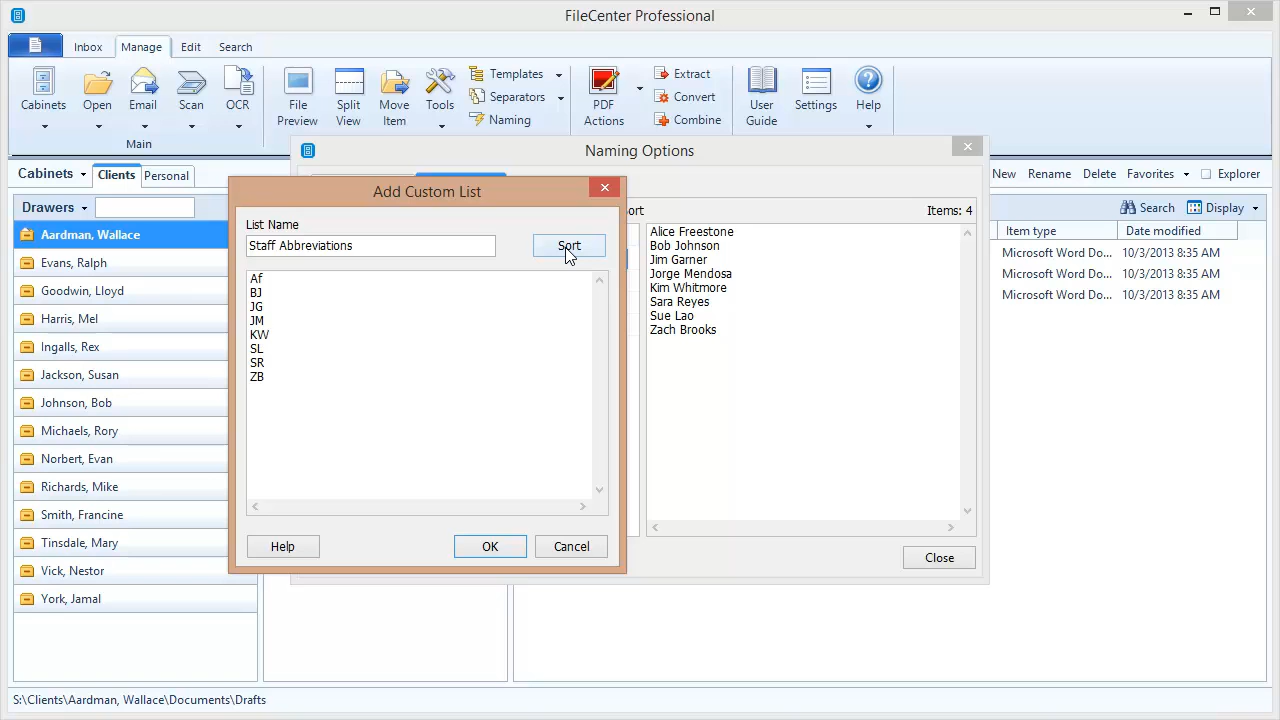 FileCenter Professional
Inbox Manage Edit Search
Cabinets Open Email Scan OCR
Main
File Preview Split View Move Item Tools
Templates
Separators
Naming
PDF Actions
Extract
Convert
Combine
User Guide Settings Help
Naming Options
Cabinets Clients Personal
New Rename Delete Favorites Explorer
Drawers
Search Display
Aardman, Wallace
Evans, Ralph
Goodwin, Lloyd
Harris, Mel
Ingalls, Rex
Jackson, Susan
Johnson, Bob
Michaels, Rory
Norbert, Evan
Richards, Mike
Smith, Francine
Tinsdale, Mary
Vick, Nestor
York, Jamal
Add Custom List
List Name
Staff Abbreviations
Sort
Af
BJ
JG
JM
KW
SL
SR
ZB
Help OK Cancel
ort Items: 4
Alice Freestone
Bob Johnson
Jim Garner
Jorge Mendosa
Kim Whitmore
Sara Reyes
Sue Lao
Zach Brooks
Close
Item type Date modified
Microsoft Word Do... 10/3/2013 8:35 AM
Microsoft Word Do... 10/3/2013 8:35 AM
Microsoft Word Do... 10/3/2013 8:35 AM
S:\Clients\Aardman, Wallace\Documents\Drafts